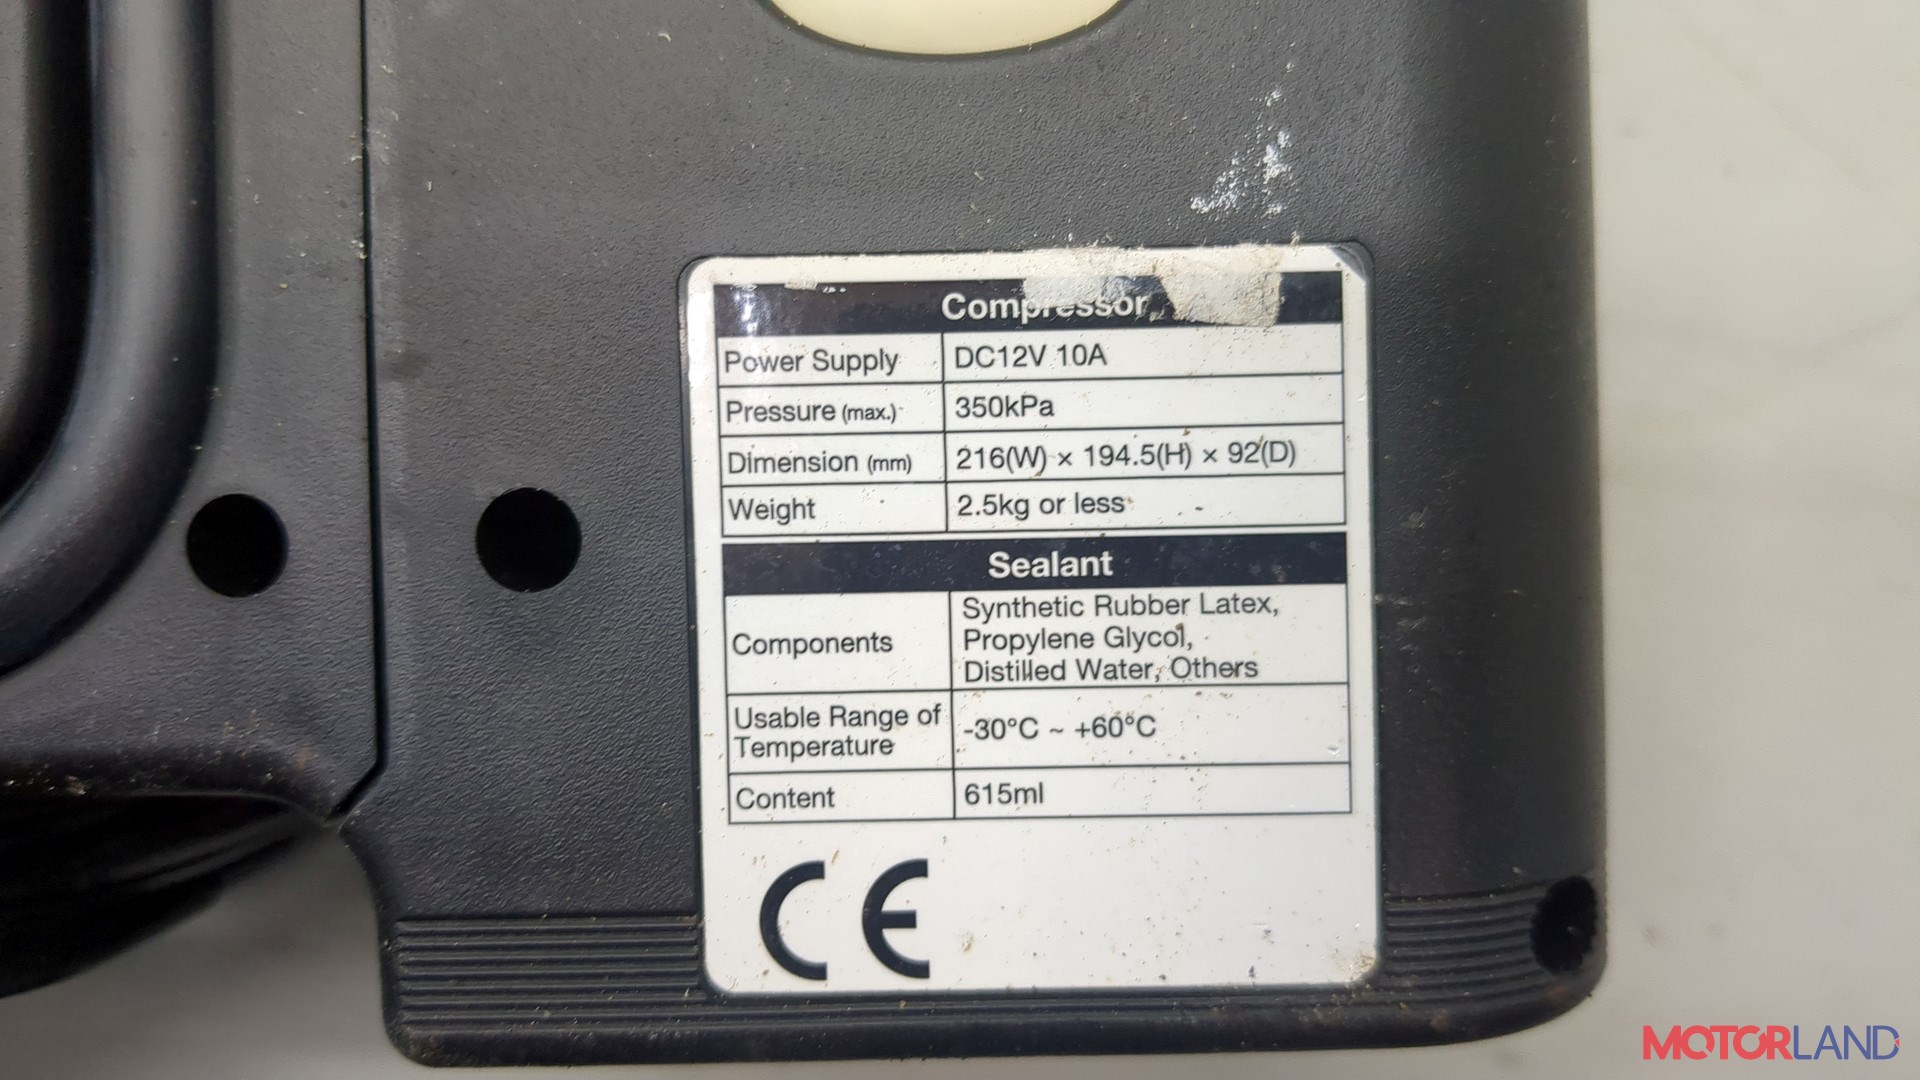 Compressor
Power Supply DC12V 10A
Pressure (max.) 350kPa
Dimension (mm) 216(W) × 194.5(H) × 92(D)
Weight 2.5kg or less
Sealant
Components Synthetic Rubber Latex,
Propylene Glycol,
Distilled Water, Others
Usable Range of
Temperature -30°C ~ +60°C
Content 615ml
CE
MOTORLAND